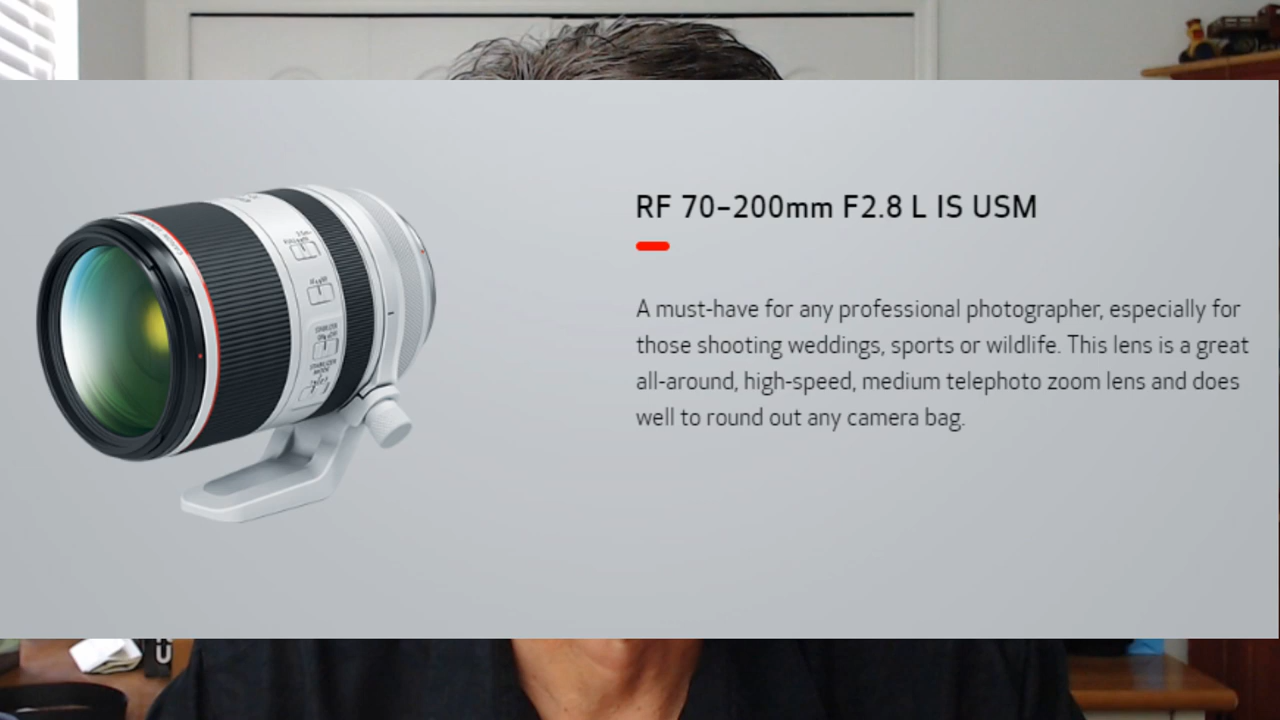 RF 70-200mm F2.8 L IS USM
A must-have for any professional photographer, especially for
those shooting weddings, sports or wildlife. This lens is a great
all-around, high-speed, medium telephoto zoom lens and does
well to round out any camera bag.
U